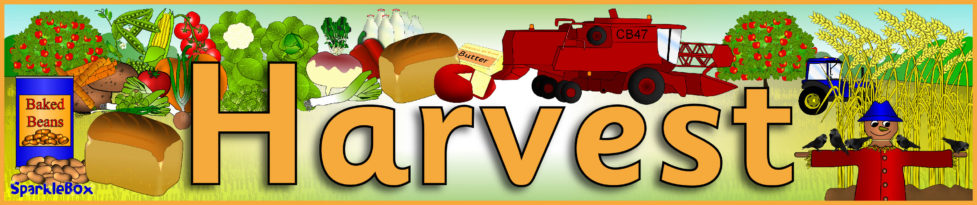 Harvest
Butter
CB47
Baked
Beans
SparkleBox